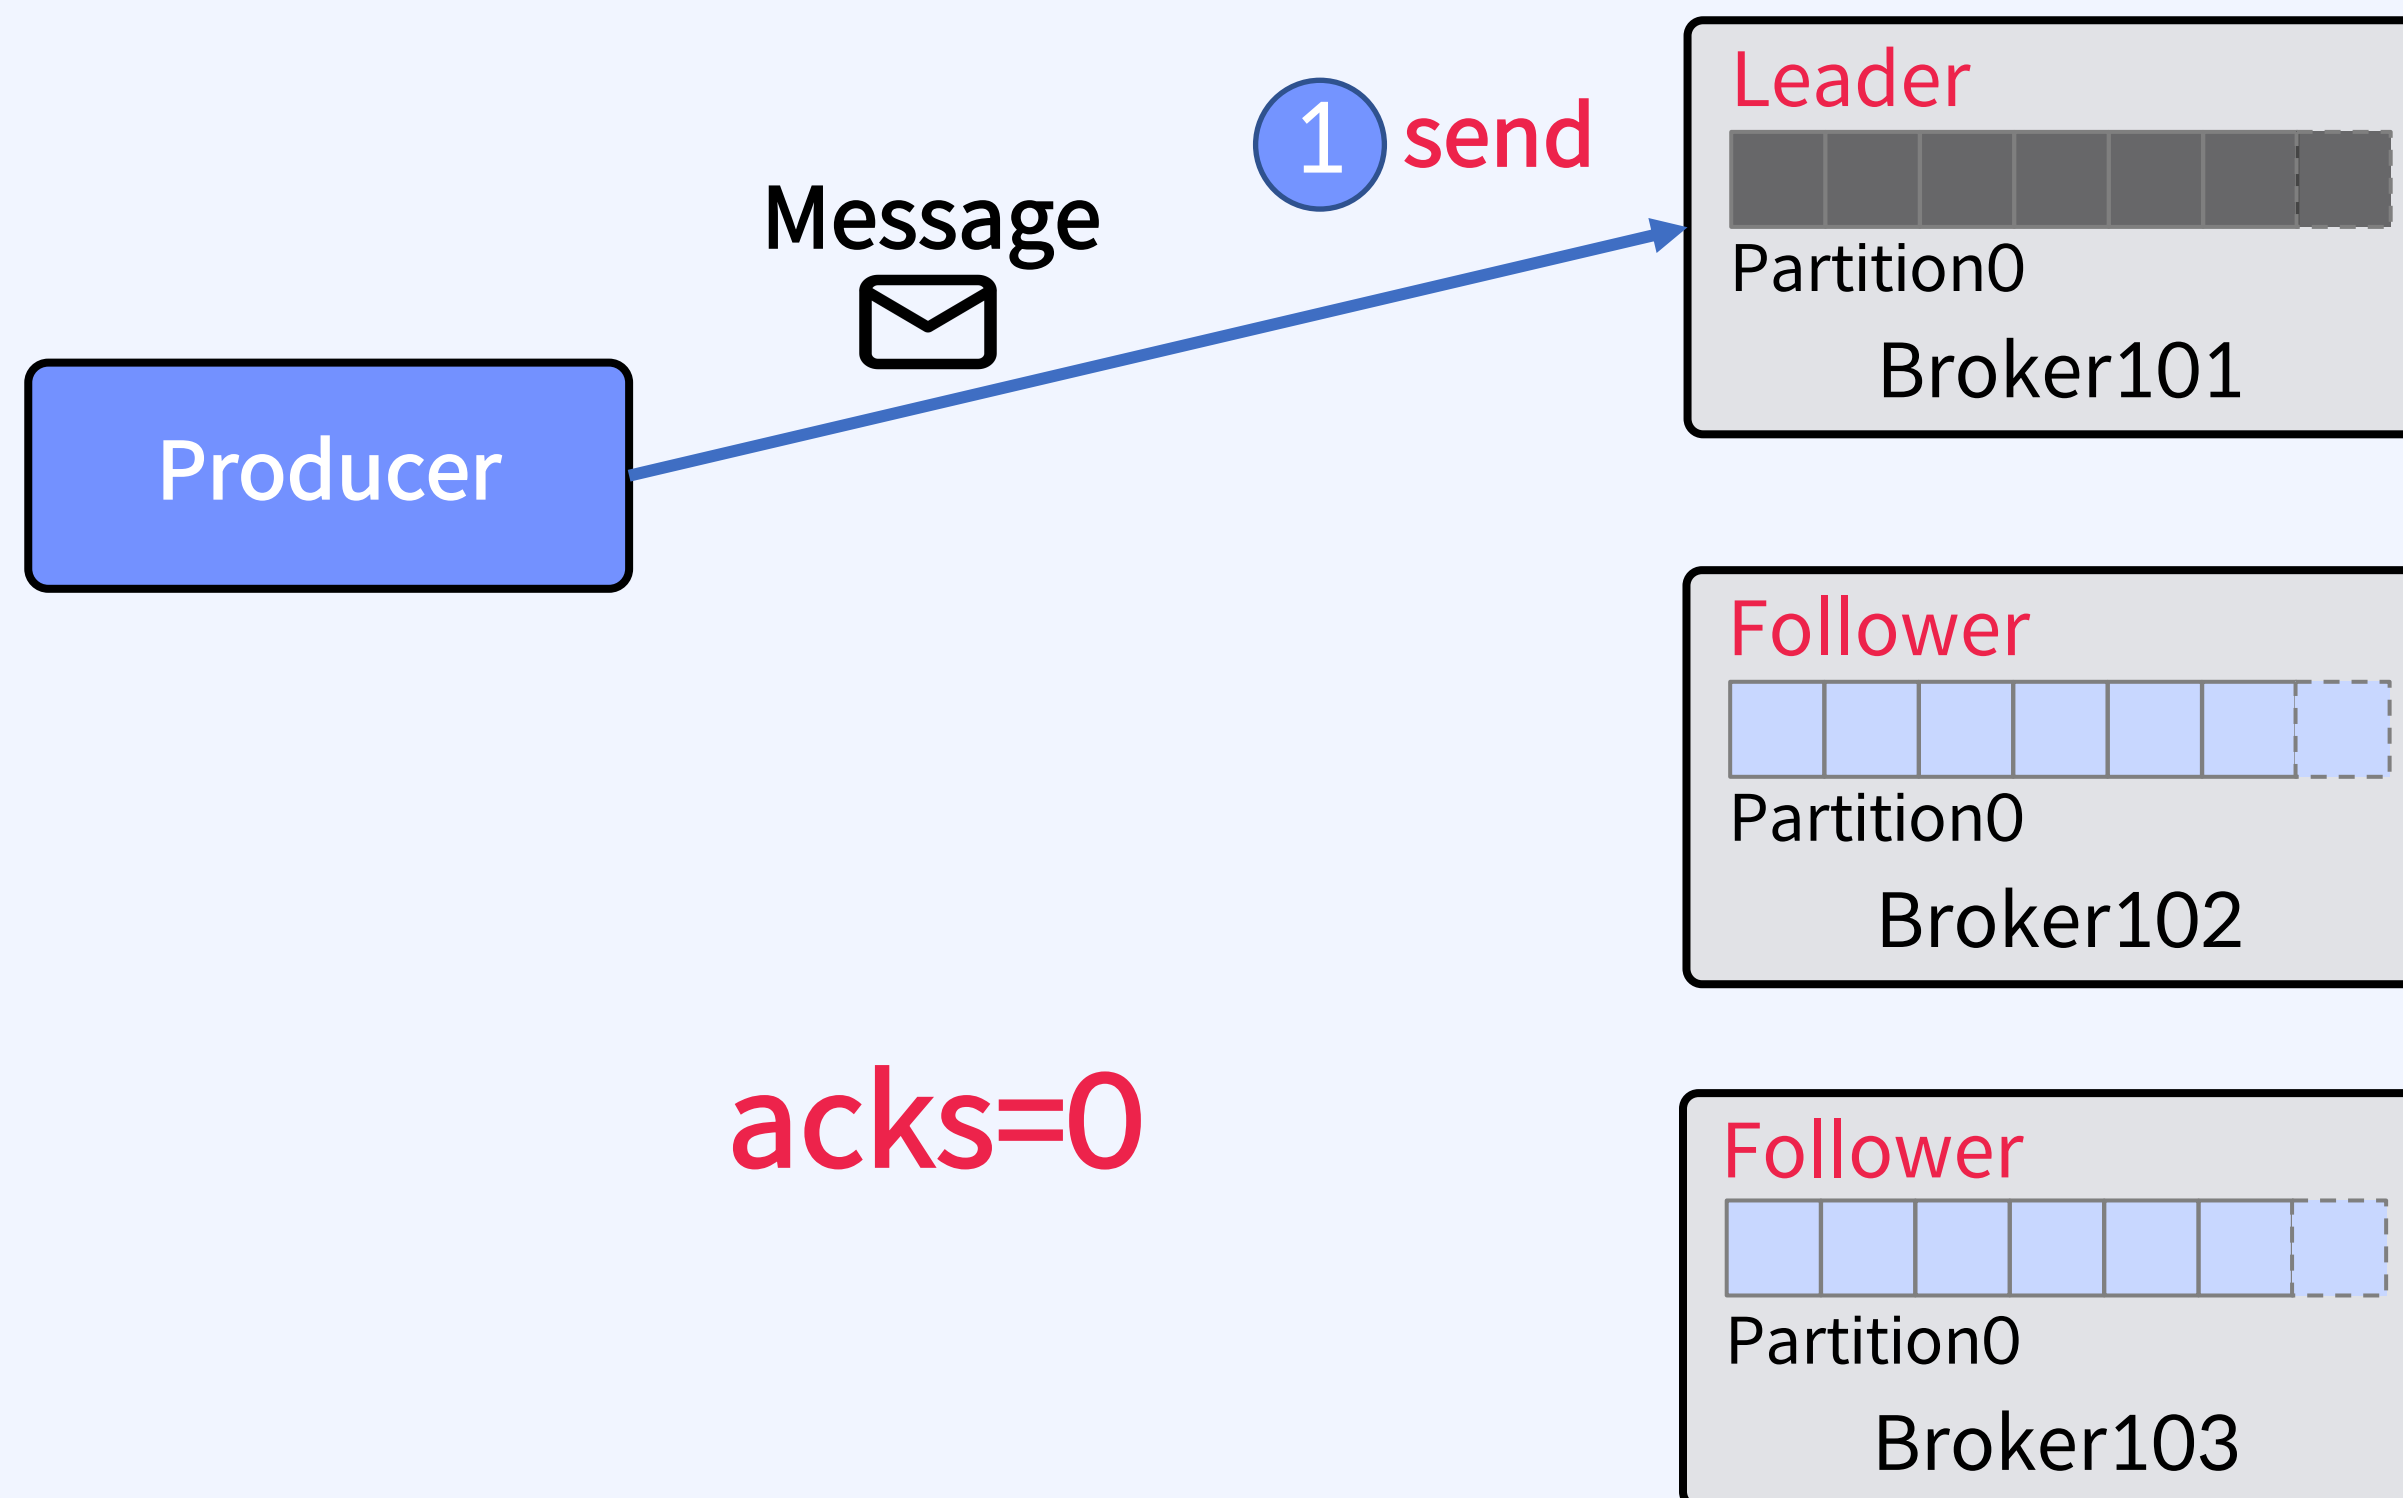 Message
1 send
Producer
acks=0
Leader
Partition0
Broker101
Follower
Partition0
Broker102
Follower
Partition0
Broker103